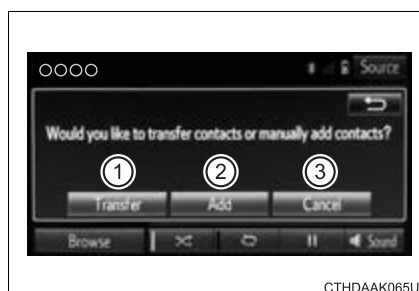 ○○○○ Source
Would you like to transfer contacts or manually add contacts?
1 2 3
Transfer Add Cancel
Browse Sound
CTHDAAK065U